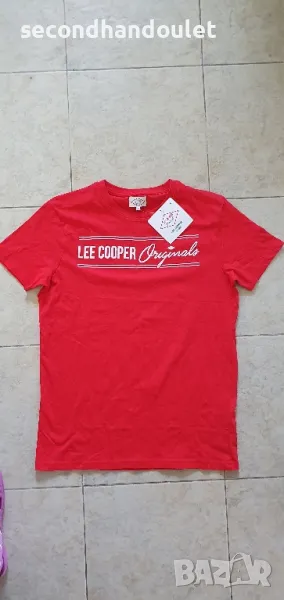 secondhandoulet
LEE COOPER Originals
BAZAR